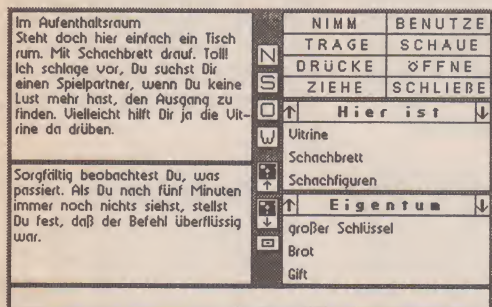 Im Aufenthaltsraum
Steht doch hier einfach ein Tisch
rum. Mit Schachbrett drauf. Toll!
Ich schlage vor, Du suchst Dir
einen Spielpartner, wenn Du keine
Lust mehr hast, den Ausgang zu
finden. Vielleicht hilft Dir ja die Vit-
rine da drüben.
Sorgfältig beobachtest Du, was
passiert. Als Du nach fünf Minuten
immer noch nichts siehst, stellst
Du fest, daß der Befehl überflüssig
war.
N
S
O
W
NIMM BENUTZE
TRAGE SCHAUE
DRÜCKE ÖFFNE
ZIEHE SCHLIEßE
↑ Hier ist ↓
Vitrine
Schachbrett
Schachfiguren
↑ Eigentum ↓
großer Schlüssel
Brot
Gift